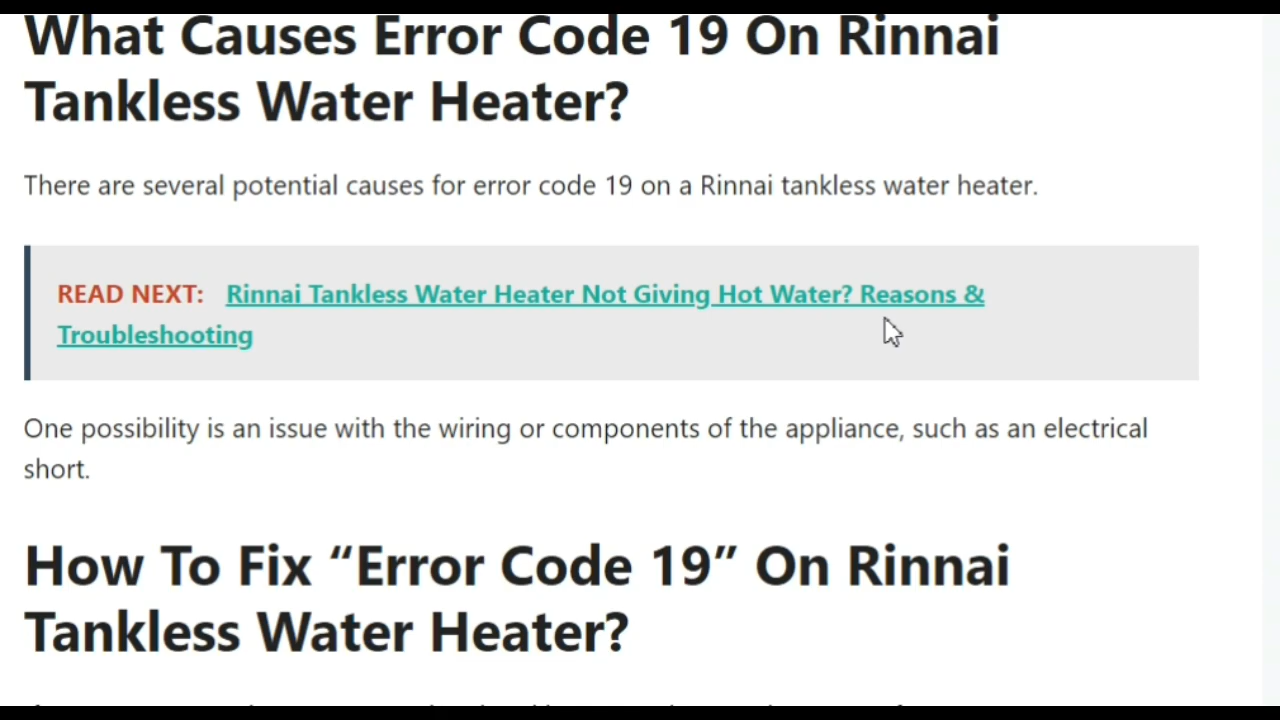 What Causes Error Code 19 On Rinnai
Tankless Water Heater?
There are several potential causes for error code 19 on a Rinnai tankless water heater.
READ NEXT: Rinnai Tankless Water Heater Not Giving Hot Water? Reasons &
Troubleshooting
One possibility is an issue with the wiring or components of the appliance, such as an electrical
short.
How To Fix “Error Code 19” On Rinnai
Tankless Water Heater?